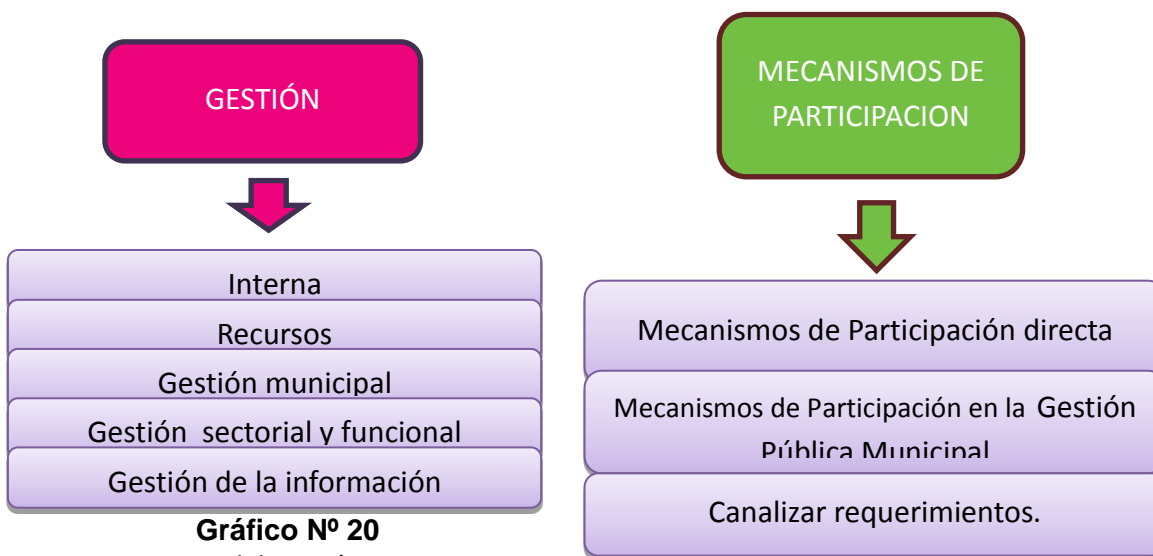 GESTIÓN
Interna
Recursos
Gestión municipal
Gestión sectorial y funcional
Gestión de la información
Gráfico Nº 20
MECANISMOS DE
PARTICIPACION
Mecanismos de Participación directa
Mecanismos de Participación en la Gestión
Pública Municipal
Canalizar requerimientos.